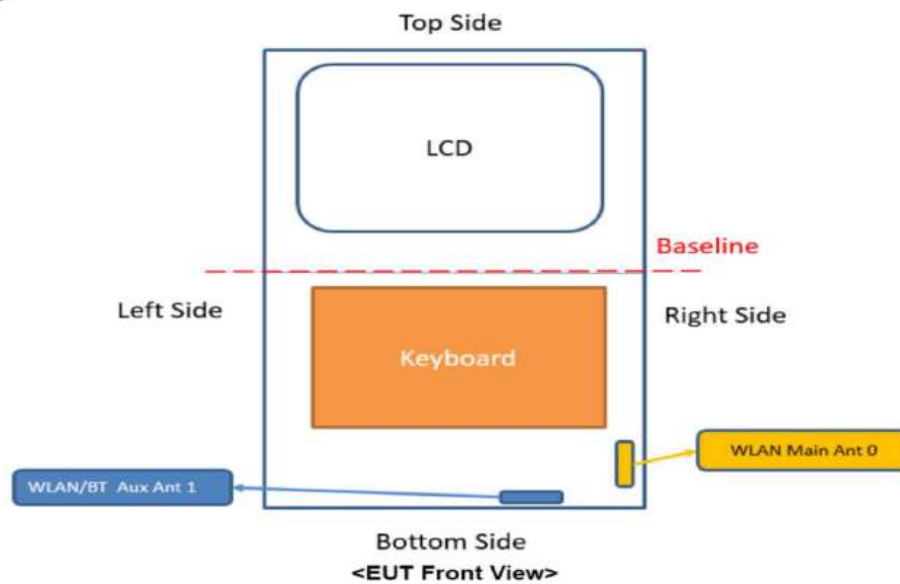 Top Side
LCD
Baseline
Left Side
Right Side
Keyboard
WLAN Main Ant 0
WLAN/BT  Aux Ant 1
Bottom Side
<EUT Front View>